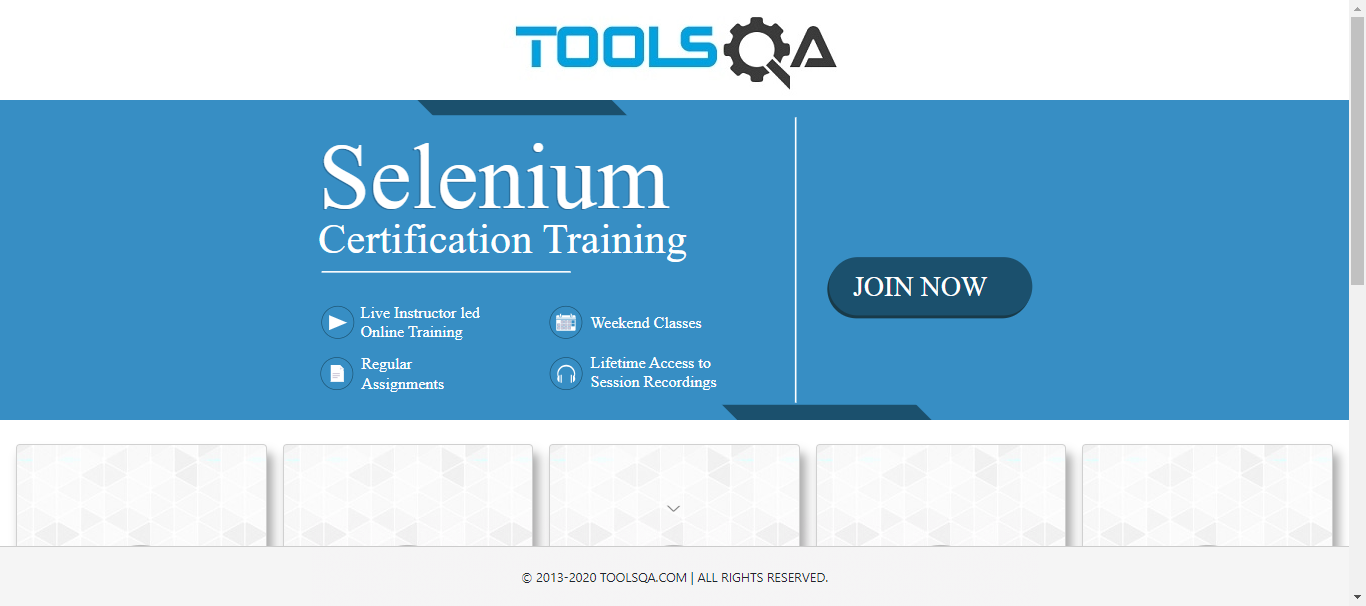 TOOLSQA
Selenium
Certification Training
Live Instructor led
Online Training
Weekend Classes
Regular
Assignments
Lifetime Access to
Session Recordings
JOIN NOW
© 2013-2020 TOOLSQA.COM | ALL RIGHTS RESERVED.